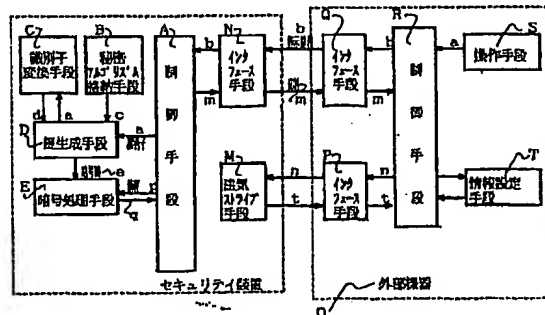 C
識別子
変換手段
B
秘密
アルゴリズム
格納手段
A
制御手段
N
インタ
フェース
手段
Q
インタ
フェース
手段
R
制御手段
S
操作手段
b
m
b
m
b
m
a
d
a
c
a
D
鍵生成手段
e
E
暗号処理手段
q
M
磁気
ストライプ
手段
n
t
P
インタ
フェース
手段
n
t
T
情報設定
手段
セキュリティ装置
外部機器
O